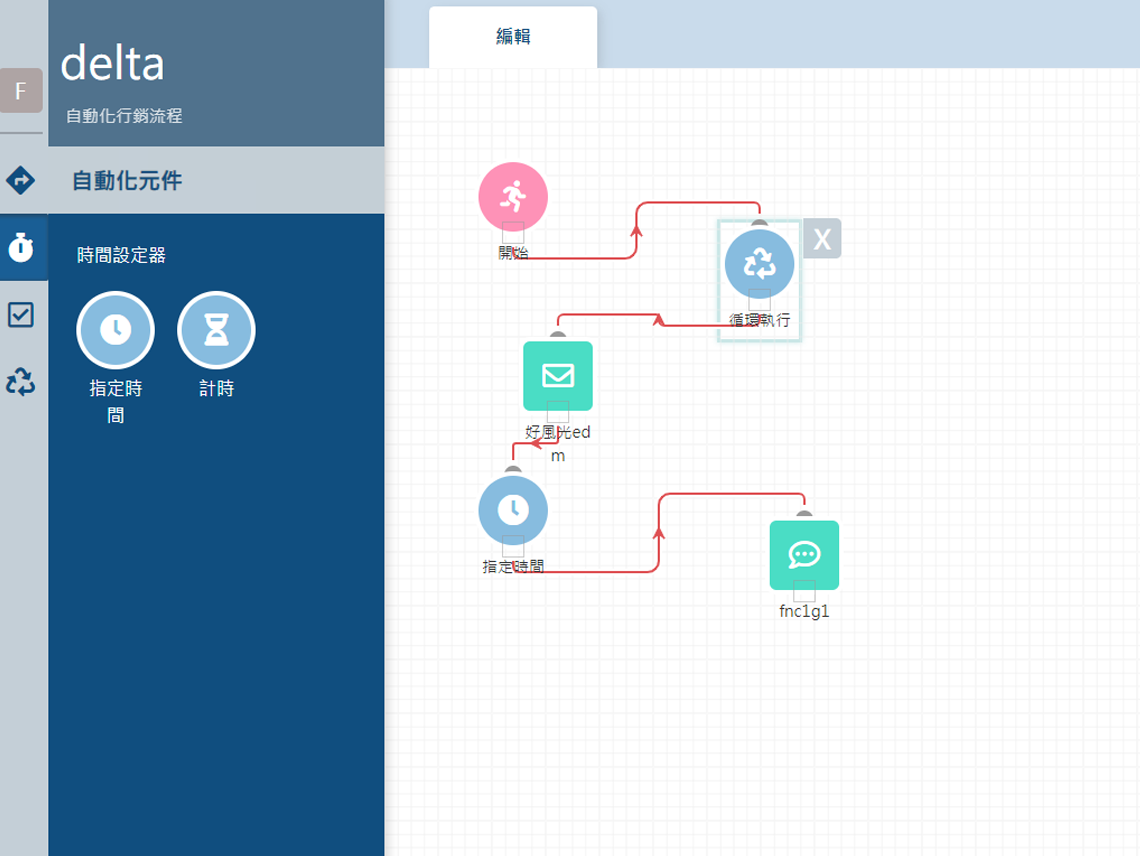 F
delta
自動化行銷流程
自動化元件
時間設定器
指定時
間
計時
編輯
開始
X
循環執行
好風光ed
m
指定時間
fnc1g1